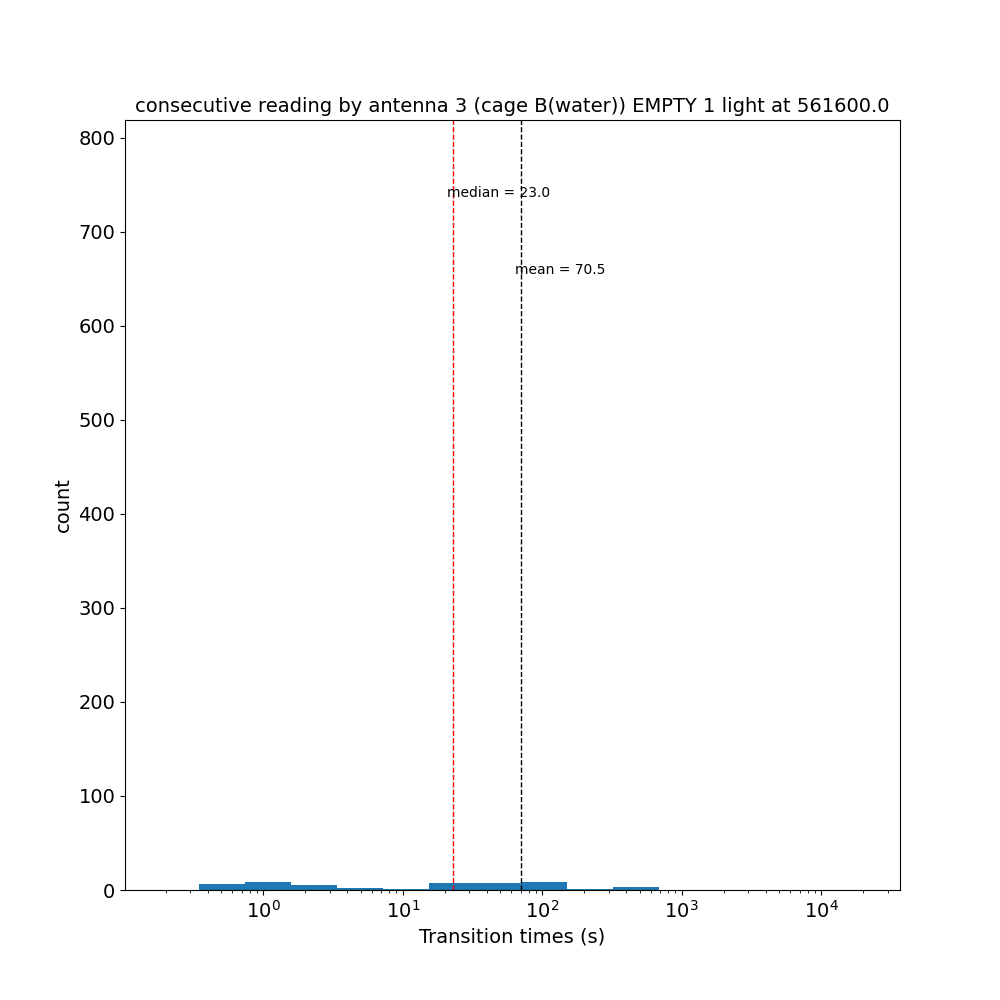 consecutive reading by antenna 3 (cage B(water)) EMPTY 1 light at 561600.0
800
700
600
500
400
300
200
100
0
count
median = 23.0
mean = 70.5
10⁰
10¹
10²
10³
10⁴
Transition times (s)